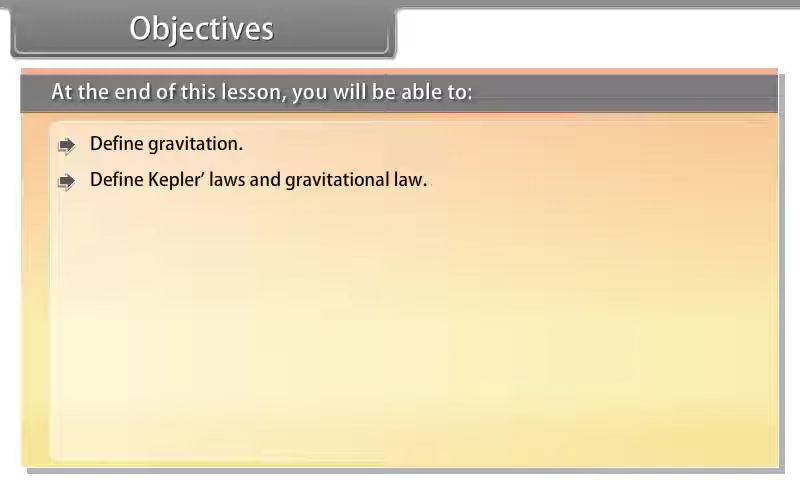 Objectives
At the end of this lesson, you will be able to:
Define gravitation.
Define Kepler’ laws and gravitational law.